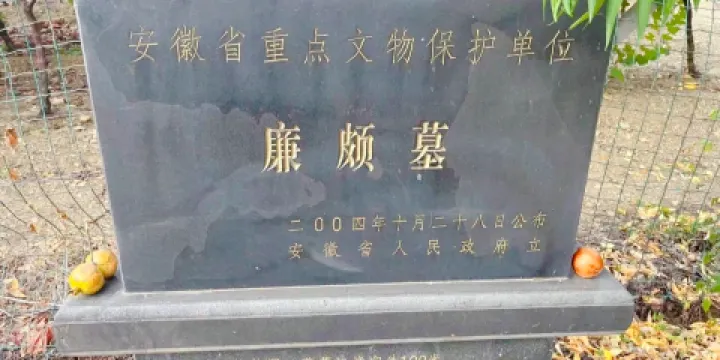 安徽省重点文物保护单位
廉颇墓
二00四年十月二十八日公布
安徽省人民政府立